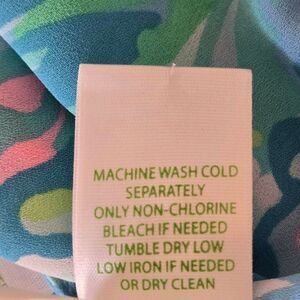 MACHINE WASH COLD
SEPARATELY
ONLY NON-CHLORINE
BLEACH IF NEEDED
TUMBLE DRY LOW
LOW IRON IF NEEDED
OR DRY CLEAN